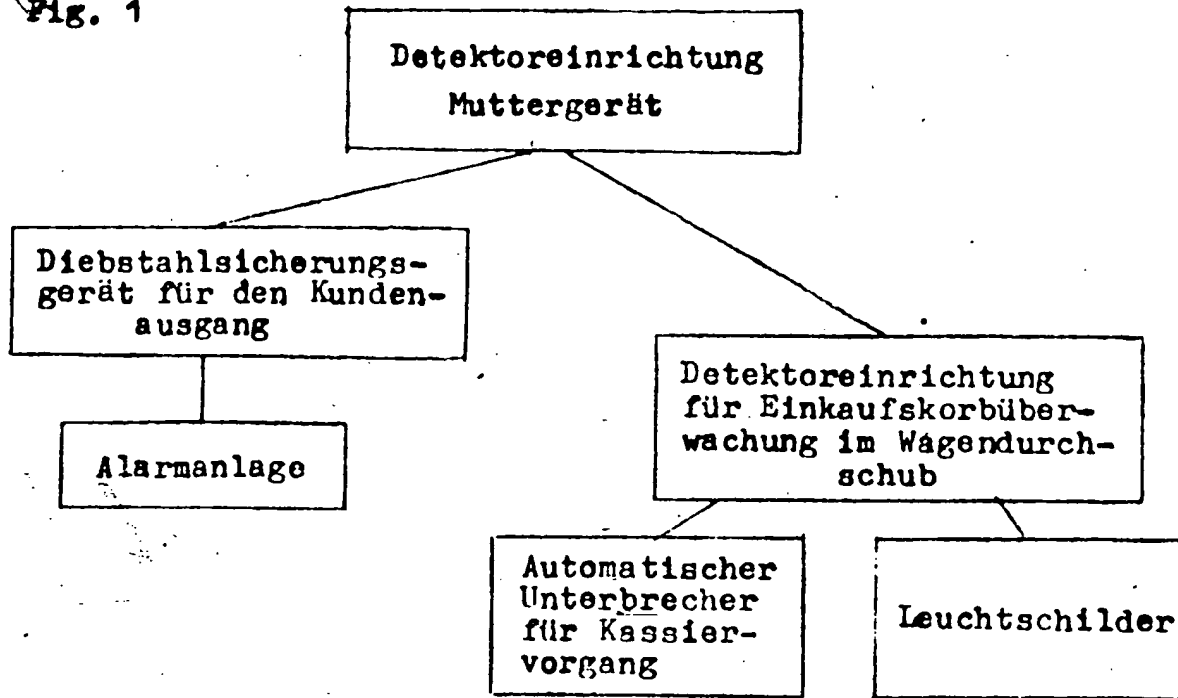 Fig. 1
Detektoreinrichtung
Muttergerät
Diebstahlsicherungs-
gerät für den Kunden-
ausgang
Alarmanlage
Detektoreinrichtung
für Einkaufskorbüber-
wachung im Wagendurch-
schub
Automatischer
Unterbrecher
für Kassier-
vorgang
Leuchtschilder